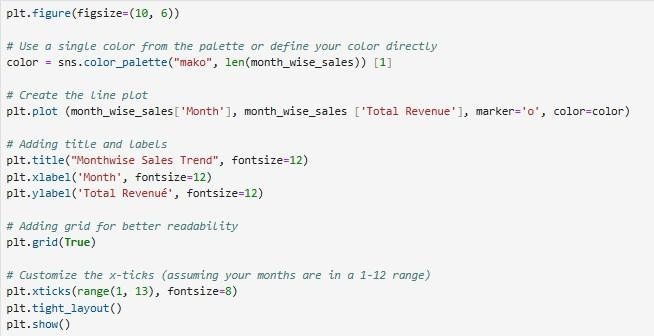 plt.figure(figsize=(10, 6))
# Use a single color from the palette or define your color directly
color = sns.color_palette("mako", len(month_wise_sales)) [1]
# Create the line plot
plt.plot (month_wise_sales['Month'], month_wise_sales ['Total Revenue'], marker='o', color=color)
# Adding title and labels
plt.title("Monthwise Sales Trend", fontsize=12)
plt.xlabel('Month', fontsize=12)
plt.ylabel('Total Revenué', fontsize=12)
# Adding grid for better readability
plt.grid(True)
# Customize the x-ticks (assuming your months are in a 1-12 range)
plt.xticks(range(1, 13), fontsize=8)
plt.tight_layout()
plt.show()